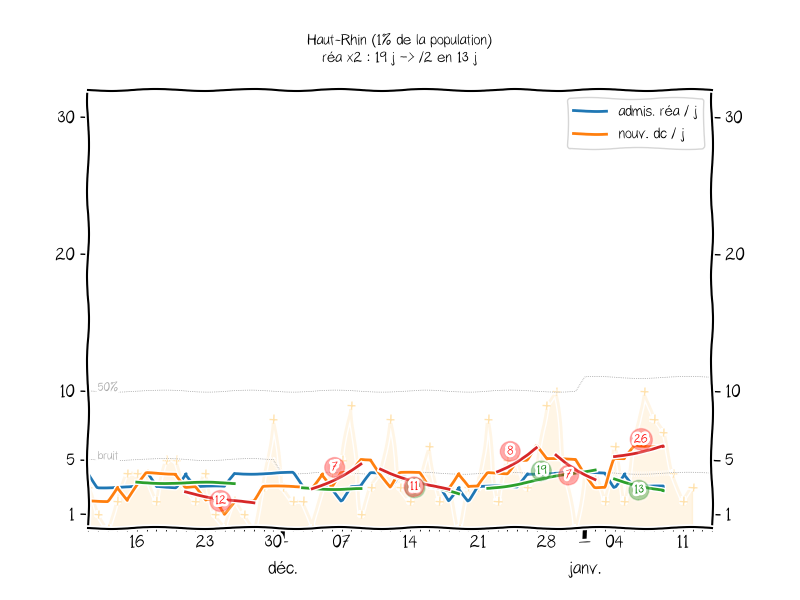 Haut-Rhin (1% de la population)
réa x2 : 19 j -> /2 en 13 j
admis. réa / j
nouv. dc / j
30 30
20 20
10 10
50%
bruit
5 5
1 1
7
12
11
8
19
7
26
13
16 23 30 07 14 21 28 04 11
déc. janv.